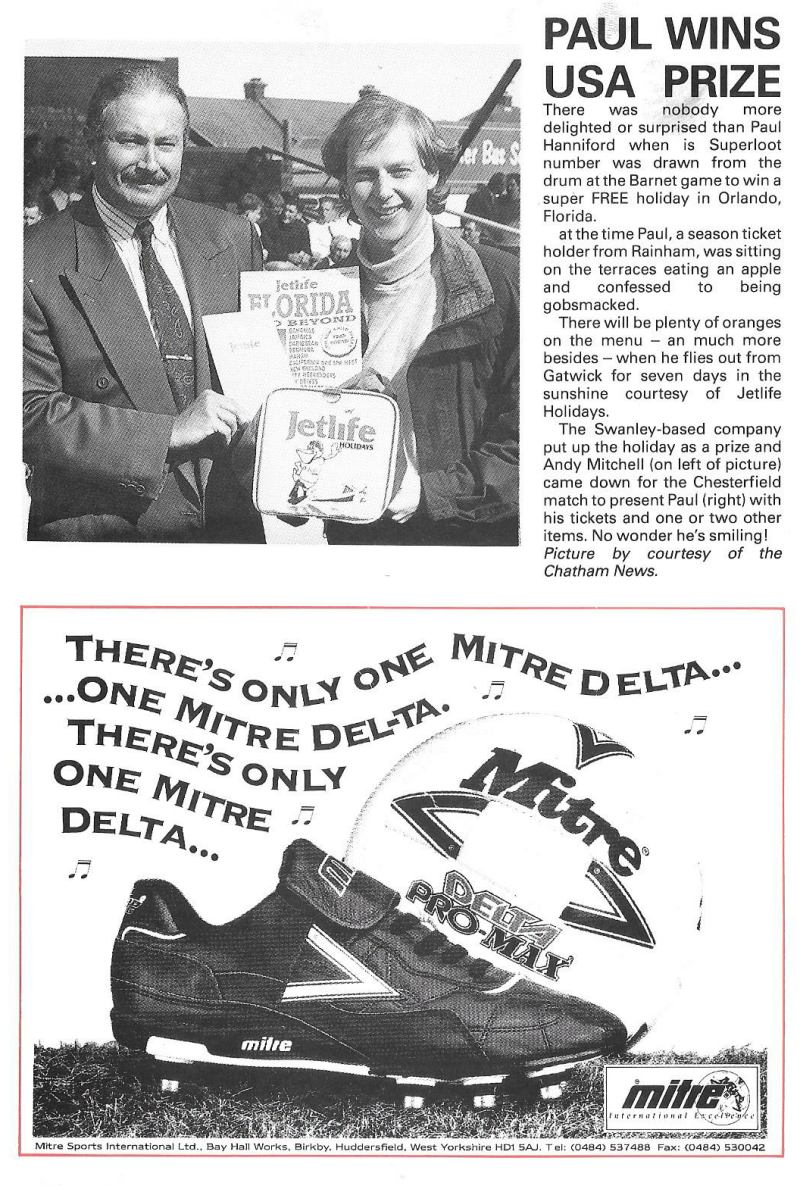 PAUL WINS
USA PRIZE
There was nobody more
delighted or surprised than Paul
Hanniford when is Superloot
number was drawn from the
drum at the Barnet game to win a
super FREE holiday in Orlando,
Florida.
at the time Paul, a season ticket
holder from Rainham, was sitting
on the terraces eating an apple
and confessed to being
gobsmacked.
There will be plenty of oranges
on the menu – an much more
besides – when he flies out from
Gatwick for seven days in the
sunshine courtesy of Jetlife
Holidays.
The Swanley-based company
put up the holiday as a prize and
Andy Mitchell (on left of picture)
came down for the Chesterfield
match to present Paul (right) with
his tickets and one or two other
items. No wonder he's smiling!
Picture by courtesy of the
Chatham News.
Jetlife
FLORIDA
BEYOND
BAHAMAS
JAMAICA
CARIBBEAN
BERMUDA
HAWAII
NEW ENGLAND
Jetlife
Jetlife
HOLIDAYS
THERE'S ONLY ONE MITRE DELTA...
...ONE MITRE DEL-TA.
THERE'S ONLY
ONE MITRE
DELTA...
Mitre®
DELTA
PRO-MAX
mitre
mitre
International Excellence
Mitre Sports International Ltd., Bay Hall Works, Birkby, Huddersfield, West Yorkshire HD1 5AJ. Tel: (0484) 537488 Fax: (0484) 530042